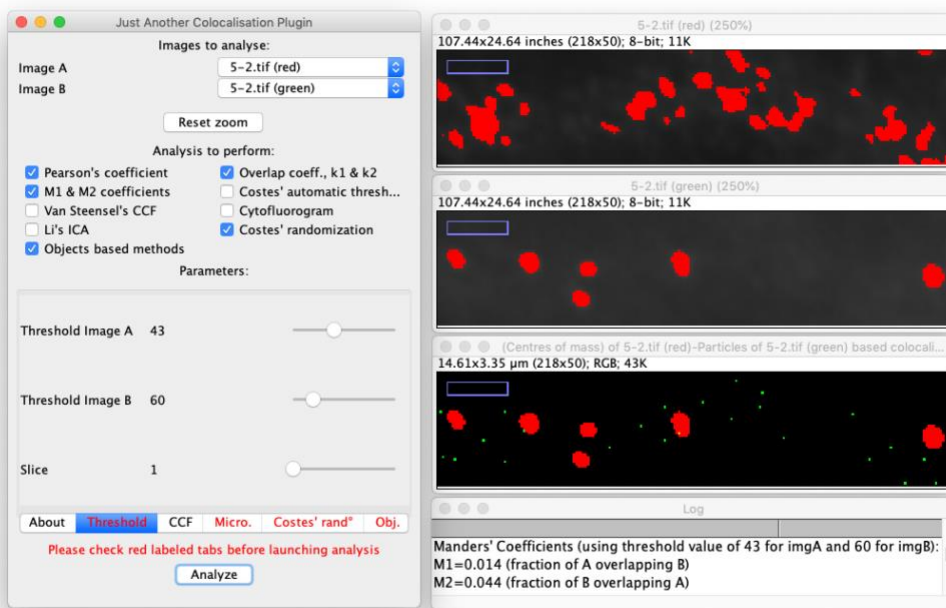 Just Another Colocalisation Plugin
Images to analyse:
Image A 5-2.tif (red)
Image B 5-2.tif (green)
Reset zoom
Analysis to perform:
Pearson's coefficient Overlap coeff., k1 & k2
M1 & M2 coefficients Costes' automatic thresh...
Van Steensel's CCF Cytofluorogram
Li's ICA Costes' randomization
Objects based methods
Parameters:
Threshold Image A 43
Threshold Image B 60
Slice 1
About Threshold CCF Micro. Costes' rand° Obj.
Please check red labeled tabs before launching analysis
Analyze
5-2.tif (red) (250%)
107.44x24.64 inches (218x50); 8-bit; 11K
5-2.tif (green) (250%)
107.44x24.64 inches (218x50); 8-bit; 11K
(Centres of mass) of 5-2.tif (red)-Particles of 5-2.tif (green) based colocali...
14.61x3.35 µm (218x50); RGB; 43K
Log
Manders' Coefficients (using threshold value of 43 for imgA and 60 for imgB):
M1=0.014 (fraction of A overlapping B)
M2=0.044 (fraction of B overlapping A)